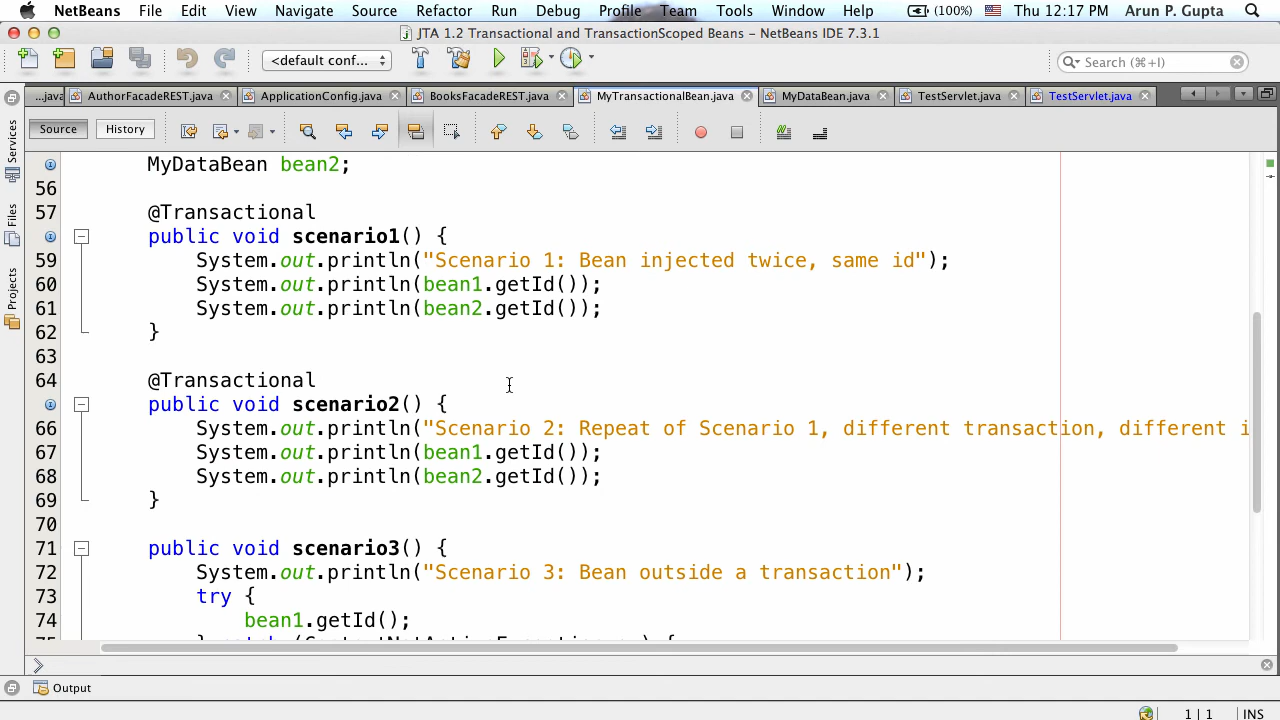 NetBeans File Edit View Navigate Source Refactor Run Debug Profile Team Tools Window Help (100%) Thu 12:17 PM Arun P. Gupta
JTA 1.2 Transactional and TransactionScoped Beans – NetBeans IDE 7.3.1
<default conf... Search (⌘+I)
...java AuthorFacadeREST.java ApplicationConfig.java BooksFacadeREST.java MyTransactionalBean.java MyDataBean.java TestServlet.java TestServlet.java
Source History
Services
Files
Projects
MyDataBean bean2;
56
57 @Transactional
public void scenario1() {
59 System.out.println("Scenario 1: Bean injected twice, same id");
60 System.out.println(bean1.getId());
61 System.out.println(bean2.getId());
62 }
63
64 @Transactional
public void scenario2() {
66 System.out.println("Scenario 2: Repeat of Scenario 1, different transaction, different i
67 System.out.println(bean1.getId());
68 System.out.println(bean2.getId());
69 }
70
71 public void scenario3() {
72 System.out.println("Scenario 3: Bean outside a transaction");
73 try {
74 bean1.getId();
Output
1 | 1 INS